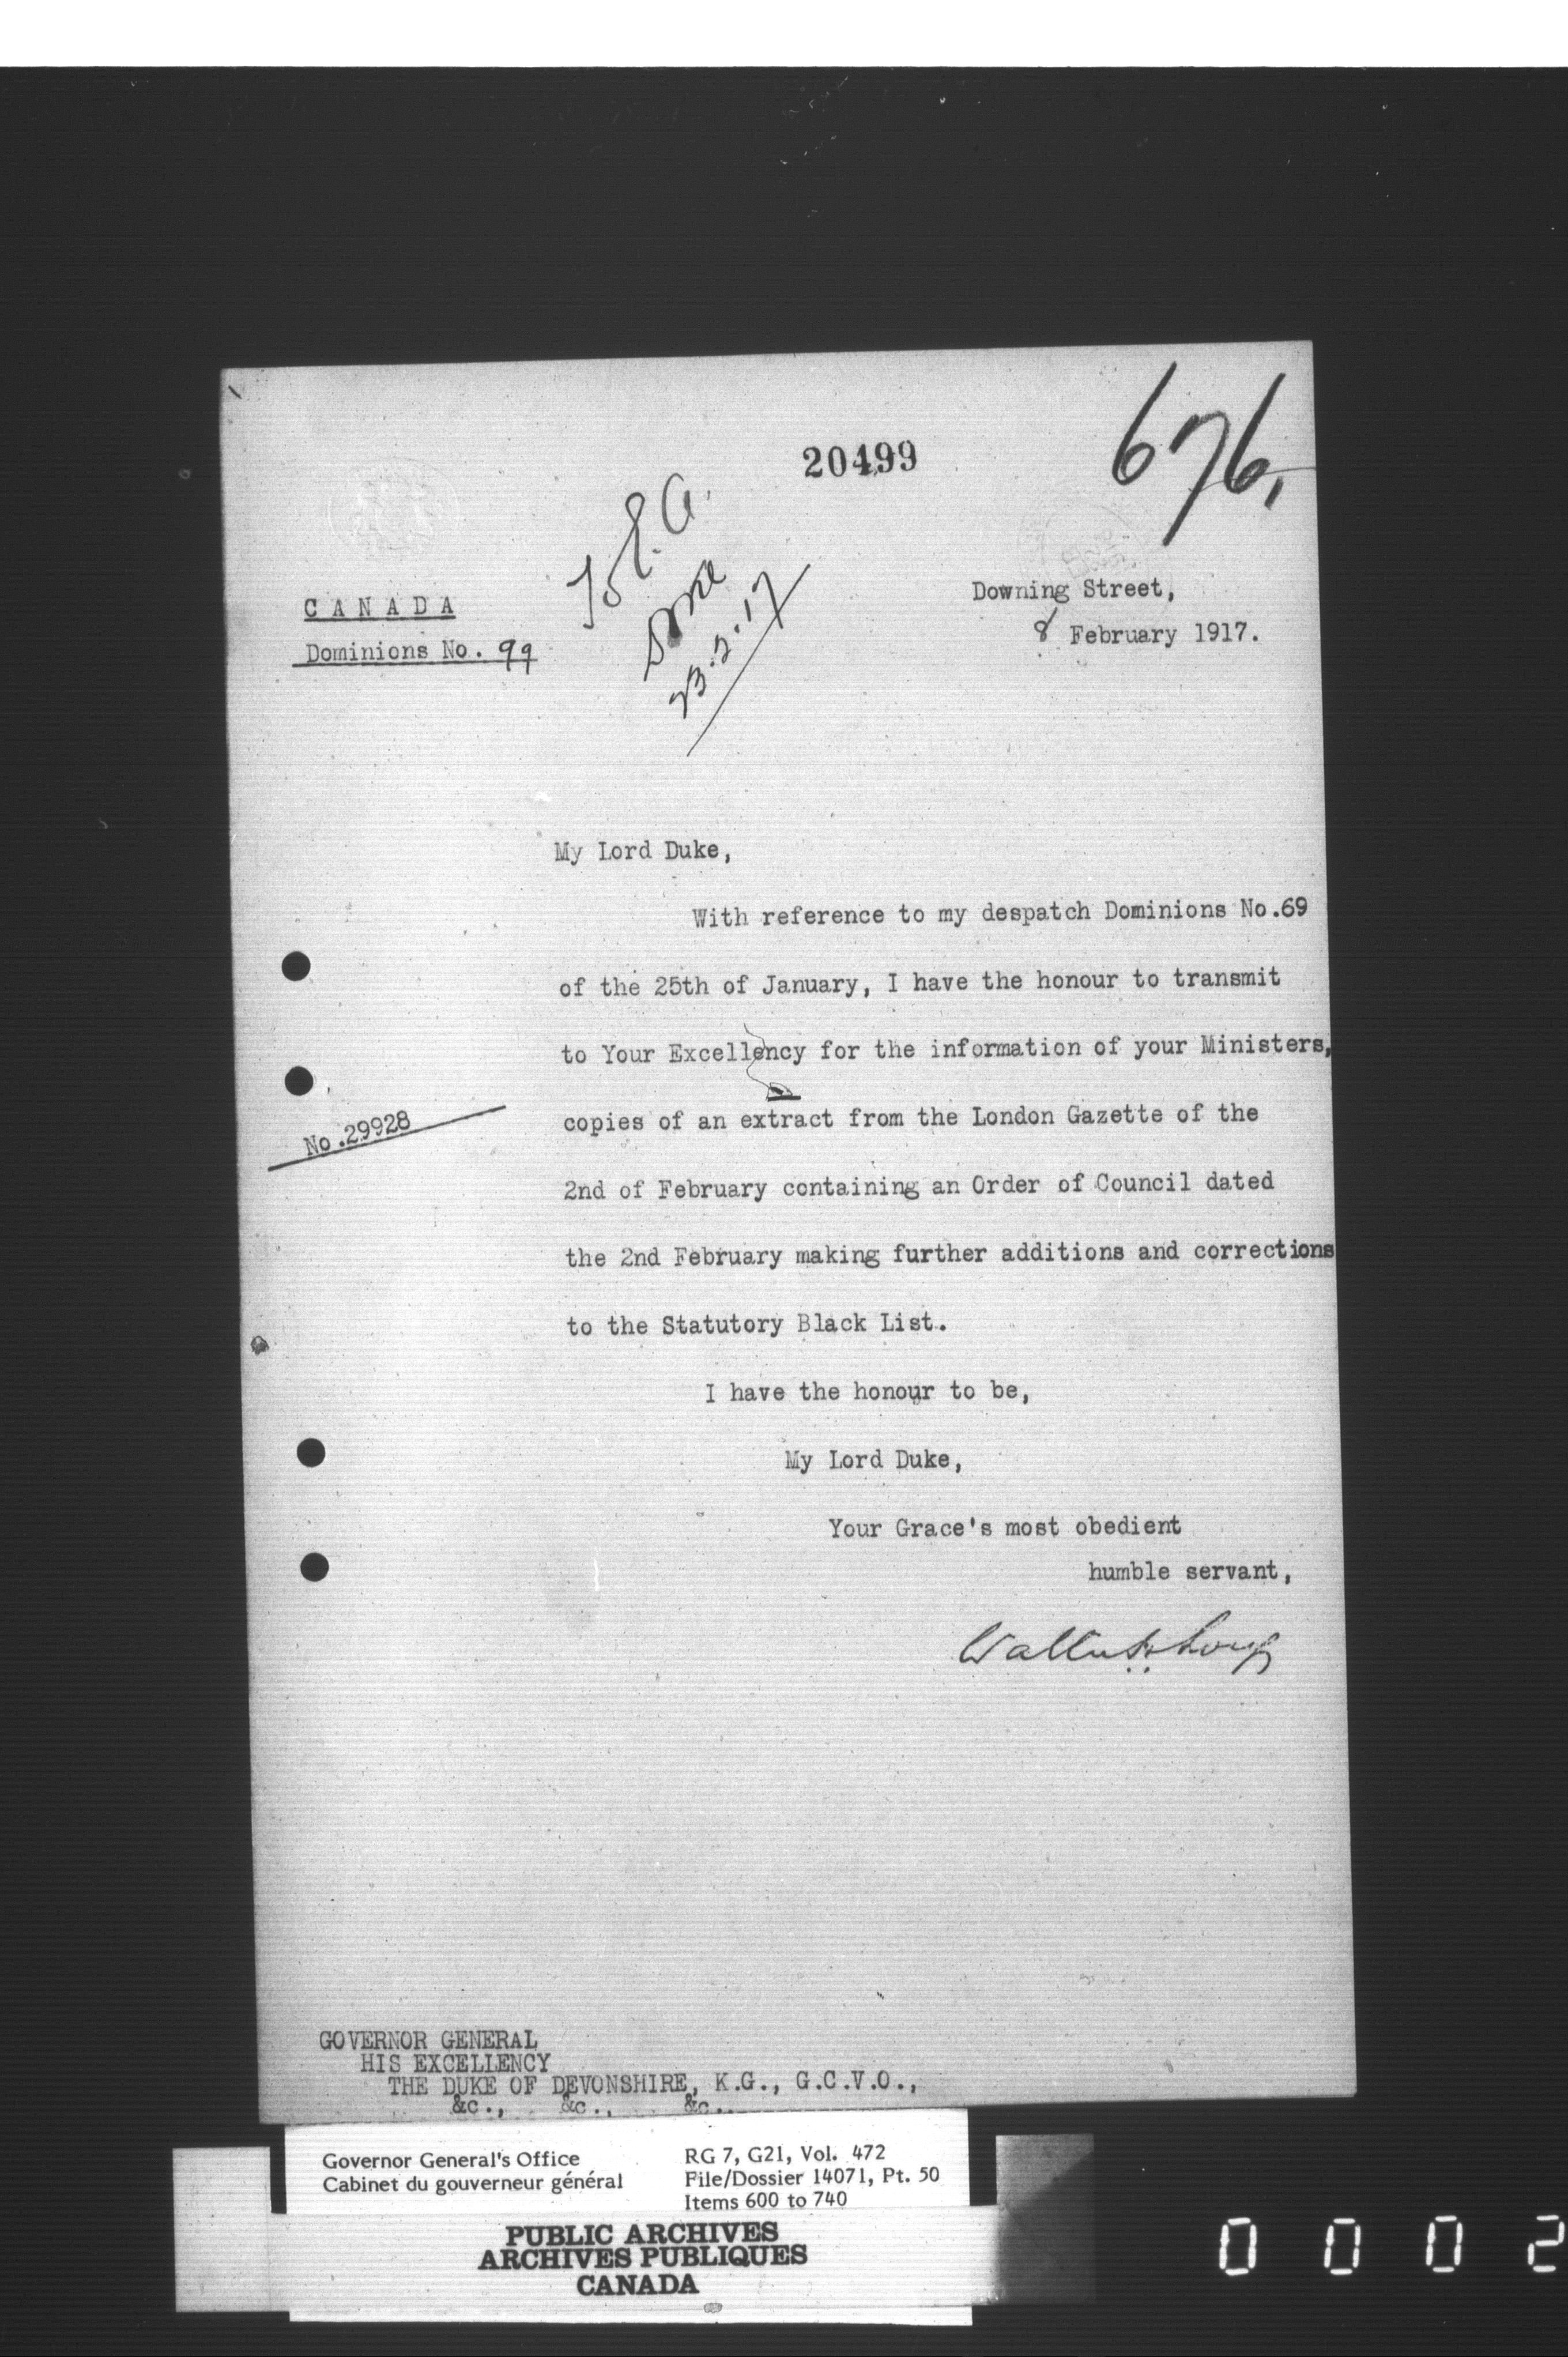 676,
20499
To E.A.
23.2.17
CANADA
Dominions No. 99
Downing Street,
8 February 1917.
My Lord Duke,
With reference to my despatch Dominions No.69
of the 25th of January, I have the honour to transmit
to Your Excellency for the information of your Ministers,
copies of an extract from the London Gazette of the
2nd of February containing an Order of Council dated
the 2nd February making further additions and corrections
to the Statutory Black List.
No.29928
I have the honour to be,
My Lord Duke,
Your Grace's most obedient
humble servant,
Walter H. Long
GOVERNOR GENERAL
HIS EXCELLENCY
THE DUKE OF DEVONSHIRE, K.G., G.C.V.O.,
&c., &c., &c..
Governor General's Office
Cabinet du gouverneur général
RG 7, G21, Vol. 472
File/Dossier 14071, Pt. 50
Items 600 to 740
PUBLIC ARCHIVES
ARCHIVES PUBLIQUES
CANADA
0 0 0 2